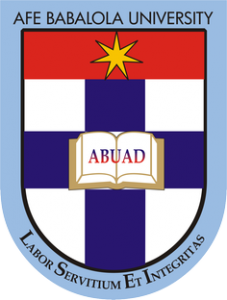 AFE BABALOLA UNIVERSITY
ABUAD
LABOR SERVITIUM ET INTEGRITAS